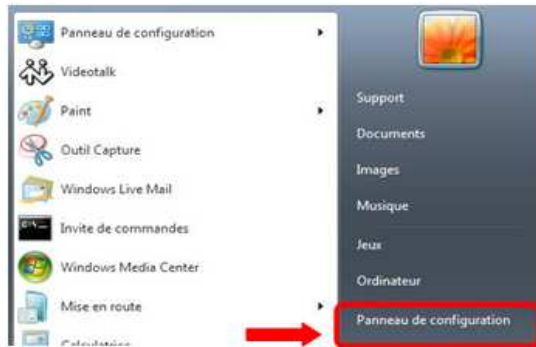 Panneau de configuration
Videotalk
Paint
Outil Capture
Windows Live Mail
Invite de commandes
Windows Media Center
Mise en route
Calculatrice
Support
Documents
Images
Musique
Jeux
Ordinateur
Panneau de configuration